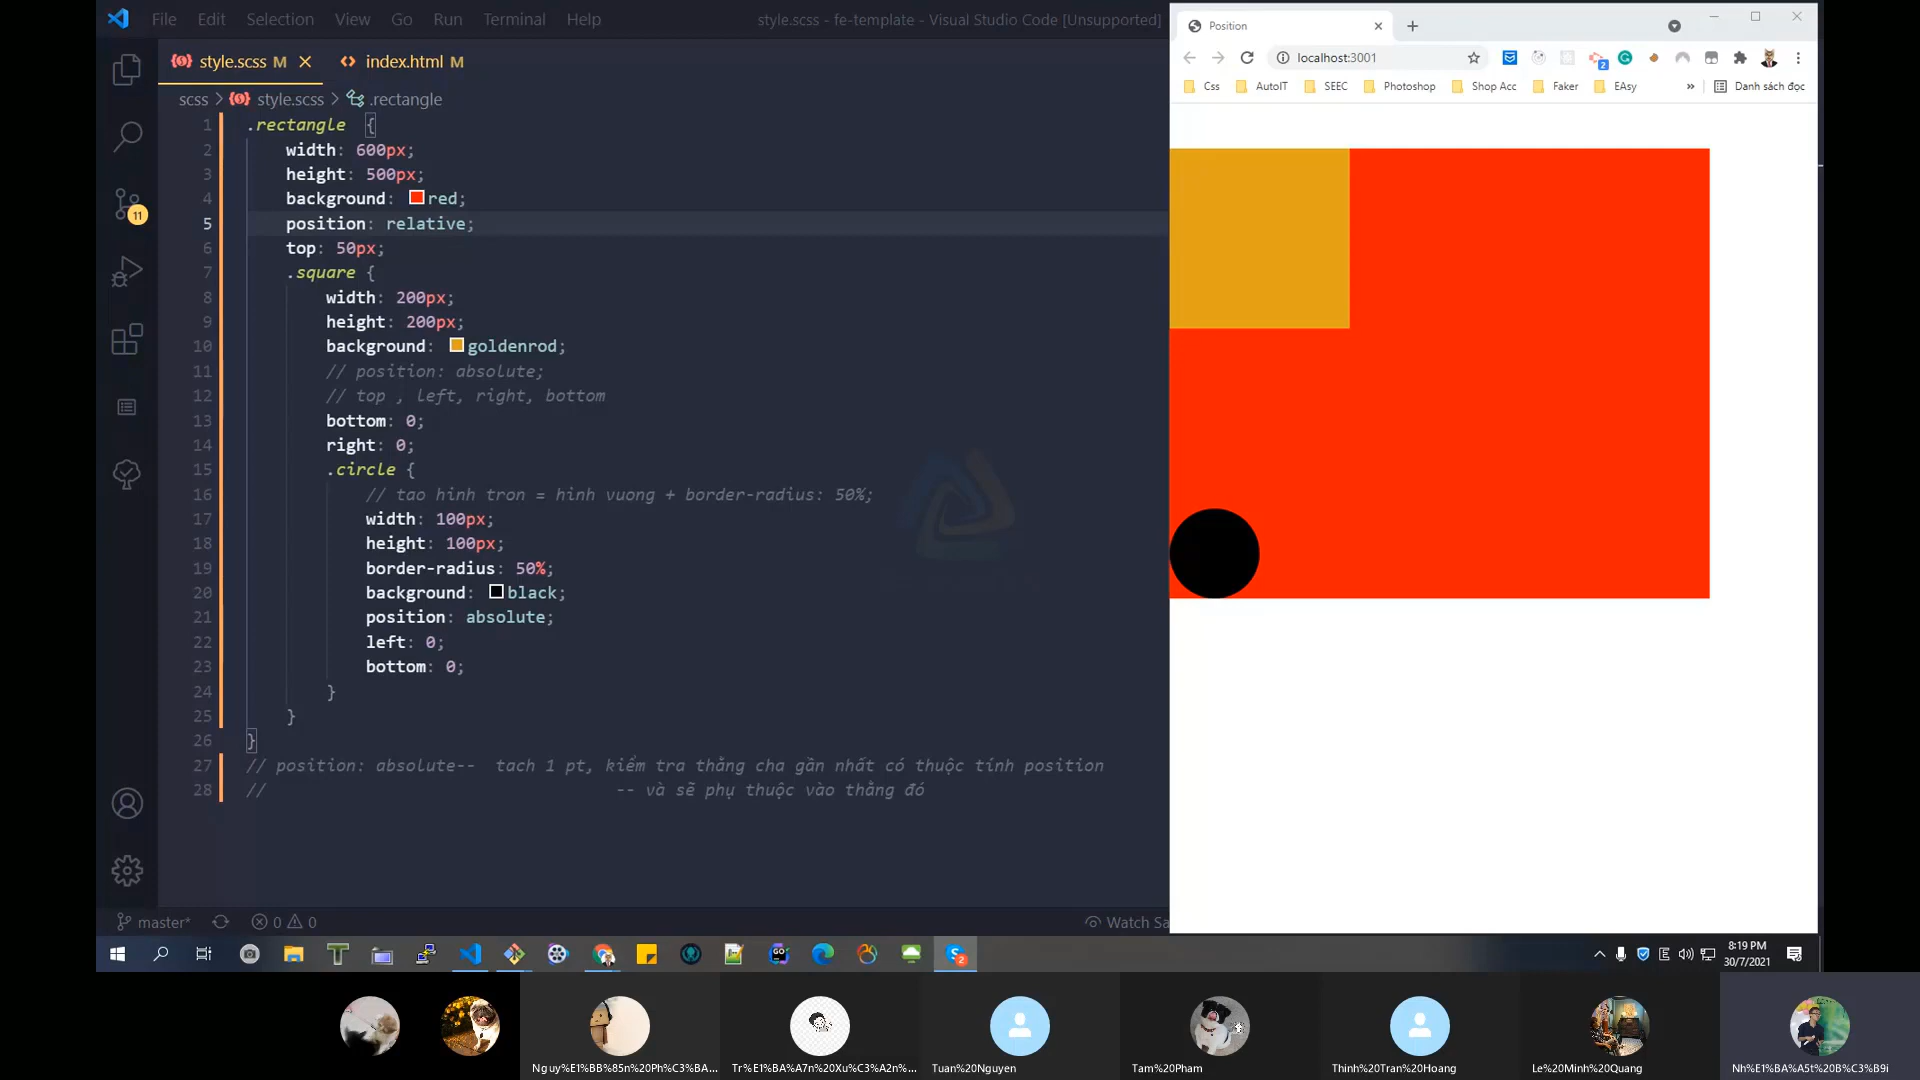 File Edit Selection View Go Run Terminal Help
style.scss - fe-template - Visual Studio Code [Unsupported]
style.scss M
index.html M
scss > style.scss > .rectangle
1 .rectangle {
2 width: 600px;
3 height: 500px;
4 background: red;
5 position: relative;
6 top: 50px;
7 .square {
8 width: 200px;
9 height: 200px;
10 background: goldenrod;
11 // position: absolute;
12 // top , left, right, bottom
13 bottom: 0;
14 right: 0;
15 .circle {
16 // tao hinh tron = hinh vuong + border-radius: 50%;
17 width: 100px;
18 height: 100px;
19 border-radius: 50%;
20 background: black;
21 position: absolute;
22 left: 0;
23 bottom: 0;
24 }
25 }
26 }
27 // position: absolute-- tach 1 pt, kiểm tra thằng cha gần nhất có thuộc tính position
28 // -- và sẽ phụ thuộc vào thằng đó
11
master* 0 0
Watch Sa
Position
localhost:3001
2
Css AutoIT SEEC Photoshop Shop Acc Faker EAsy » Danh sách đọc
GO
2
E
8:19 PM
30/7/2021
Nguy%E1%BB%85n%20Ph%C3%BA...
Tr%E1%BA%A7n%20Xu%C3%A2n%...
Tuan%20Nguyen
Tam%20Pham
Thinh%20Tran%20Hoang
Le%20Minh%20Quang
Nh%E1%BA%A5t%20B%C3%B9i